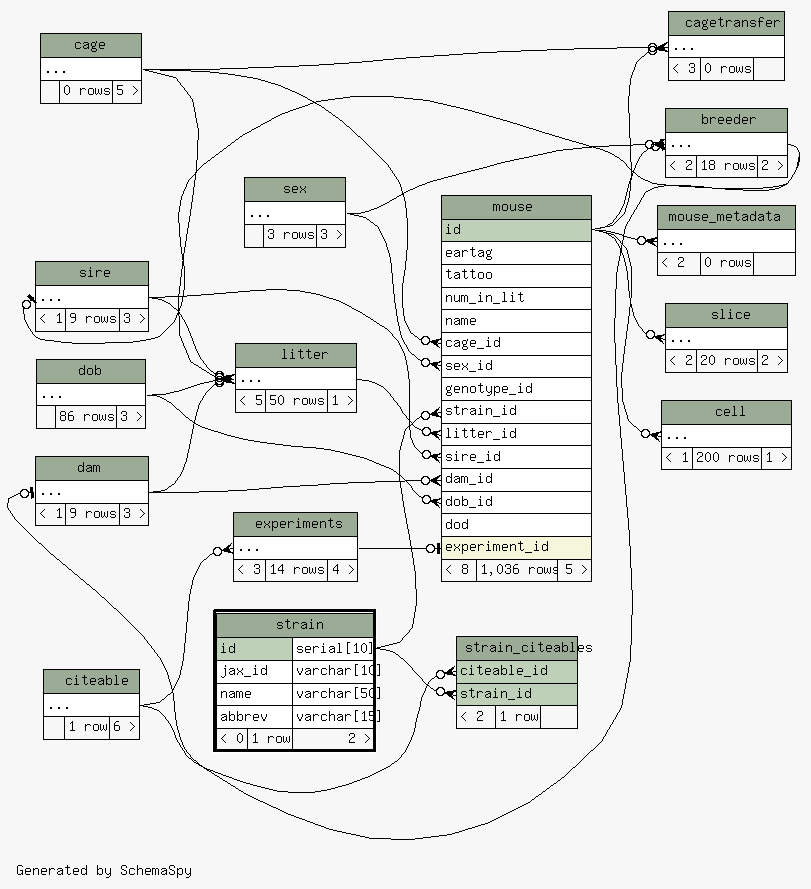 cage
...
0 rows 5 >
cagetransfer
...
< 3 0 rows
breeder
...
< 2 18 rows 2 >
sex
...
3 rows 3 >
mouse
id
eartag
tattoo
num_in_lit
name
cage_id
sex_id
genotype_id
strain_id
litter_id
sire_id
dam_id
dob_id
dod
experiment_id
< 8 1,036 rows 5 >
mouse_metadata
...
< 2 0 rows
sire
...
< 1 9 rows 3 >
slice
...
< 2 20 rows 2 >
litter
...
< 5 50 rows 1 >
dob
...
86 rows 3 >
cell
...
< 1 200 rows 1 >
dam
...
< 1 9 rows 3 >
experiments
...
< 3 14 rows 4 >
strain
id serial[10]
jax_id varchar[10]
name varchar[50]
abbrev varchar[15]
< 0 1 row 2 >
strain_citeables
citeable_id
strain_id
< 2 1 row
citeable
...
1 row 6 >
Generated by SchemaSpy